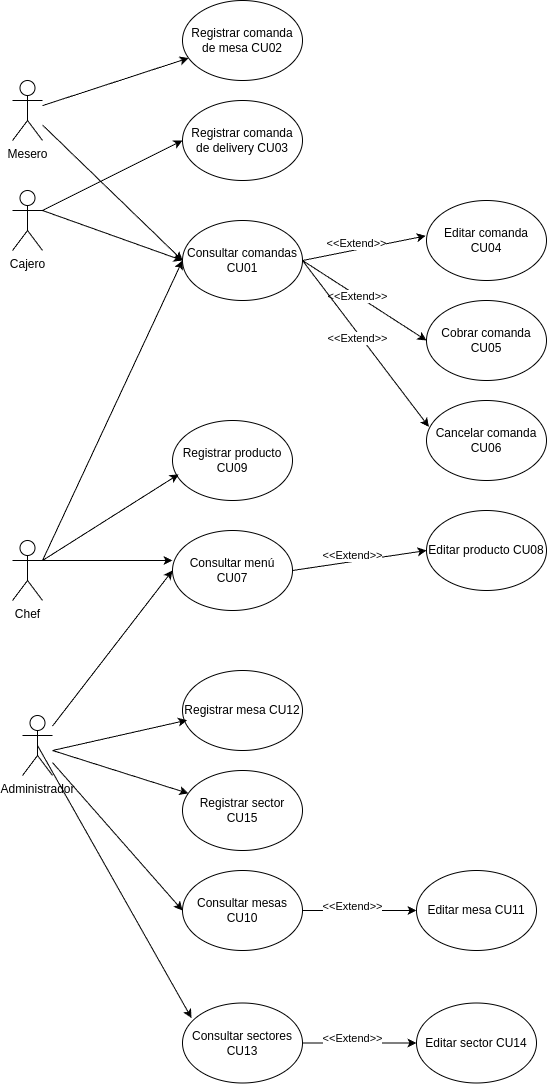 Registrar comanda
de mesa CU02
Mesero
Registrar comanda
de delivery CU03
Cajero
Consultar comandas
CU01
<<Extend>>
Editar comanda
CU04
<<Extend>>
Cobrar comanda
CU05
<<Extend>>
Cancelar comanda
CU06
Registrar producto
CU09
Chef
Consultar menú
CU07
<<Extend>>
Editar producto CU08
Registrar mesa CU12
Administrador
Registrar sector
CU15
Consultar mesas
CU10
<<Extend>>
Editar mesa CU11
Consultar sectores
CU13
<<Extend>>
Editar sector CU14